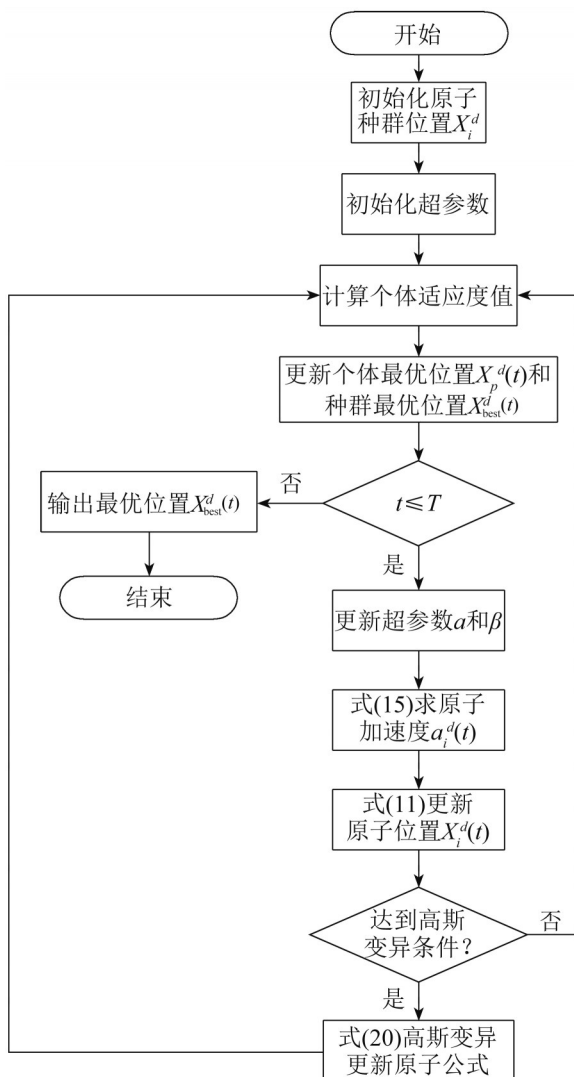 开始
初始化原子
种群位置X_i^d
初始化超参数
计算个体适应度值
更新个体最优位置X_p^d(t)和
种群最优位置X_best^d(t)
t≤T
否
输出最优位置X_best^d(t)
结束
是
更新超参数α和β
式(15)求原子
加速度a_i^d(t)
式(11)更新
原子位置X_i^d(t)
达到高斯
变异条件?
否
是
式(20)高斯变异
更新原子公式